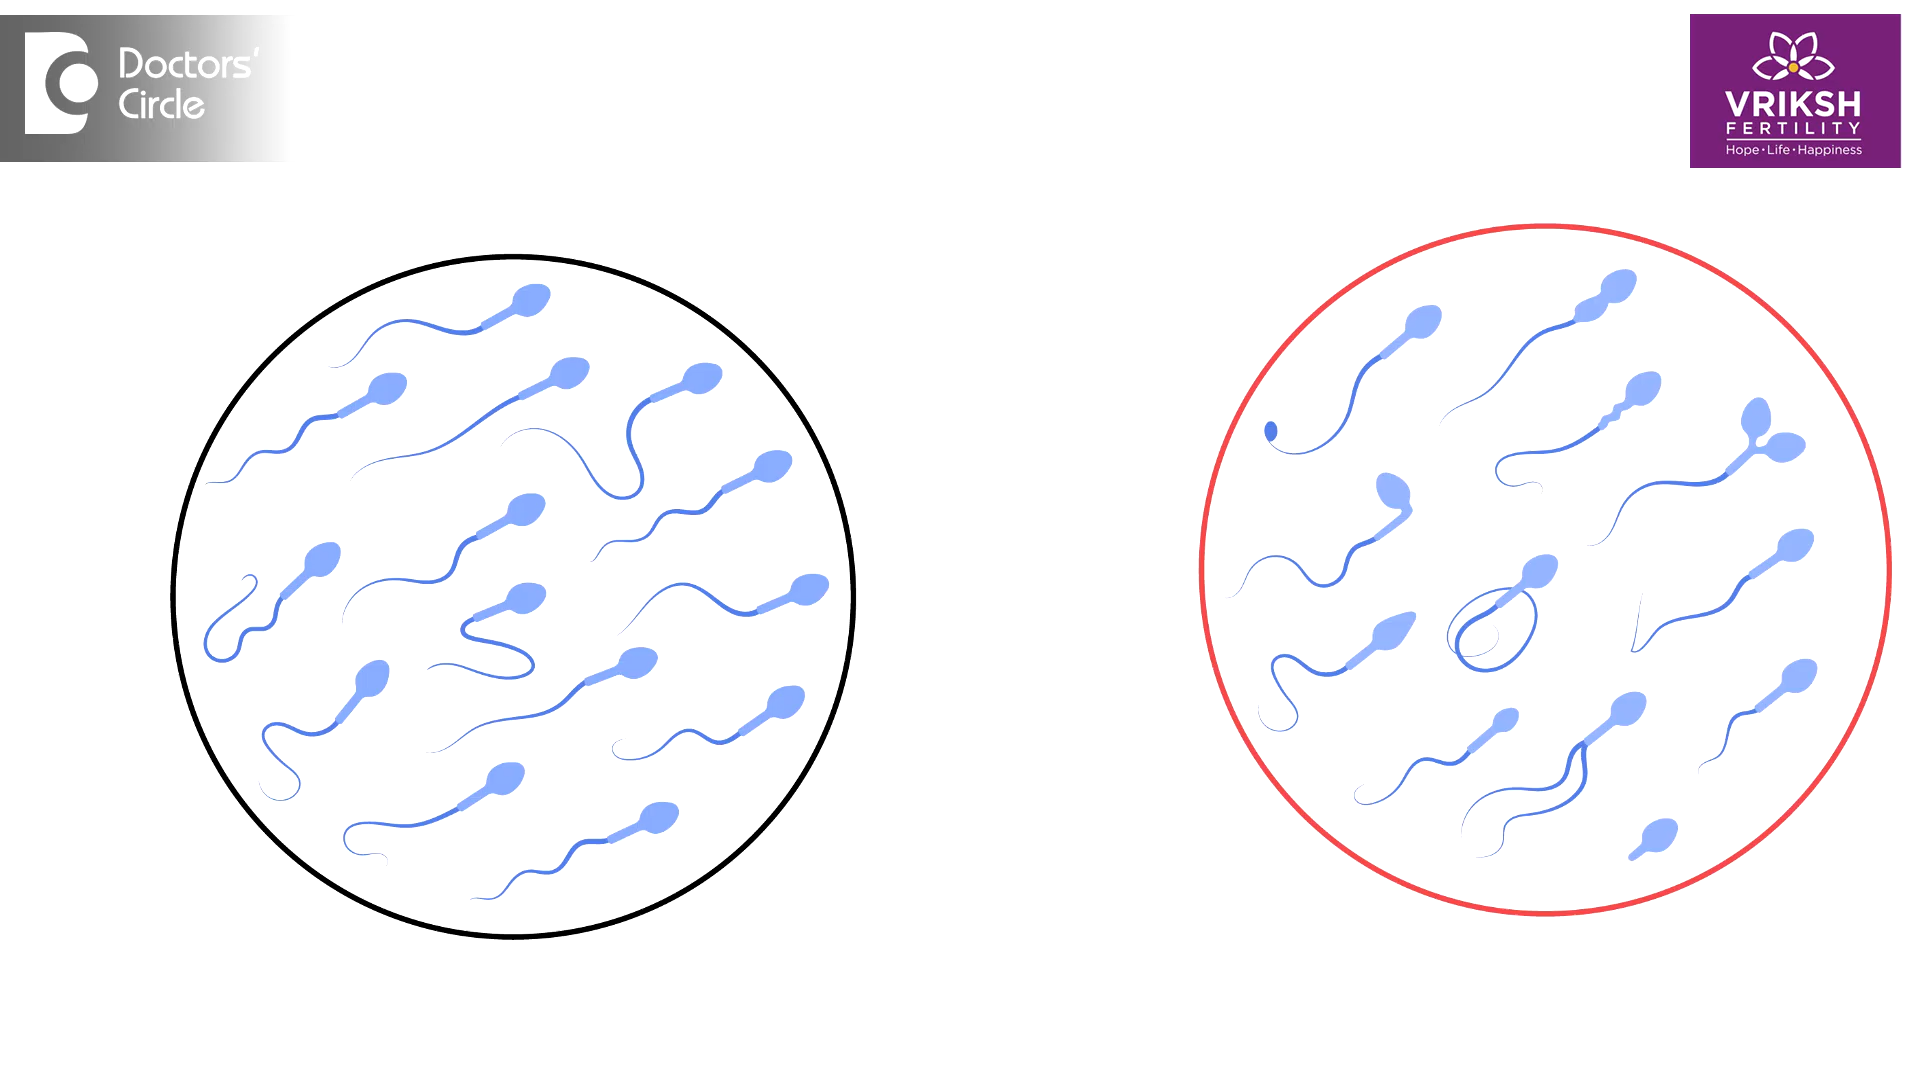 Doctors'
Circle
VRIKSH
FERTILITY
Hope • Life • Happiness